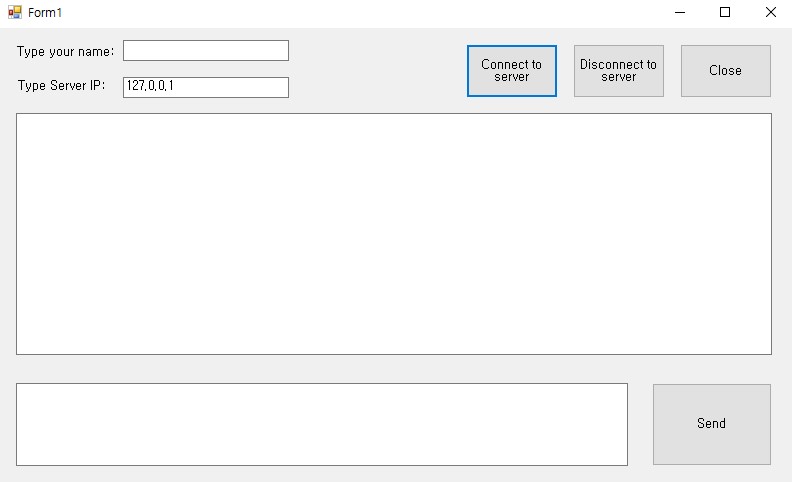 Form1
Type your name:
Type Server IP:
127.0.0.1
Connect to
server
Disconnect to
server
Close
Send